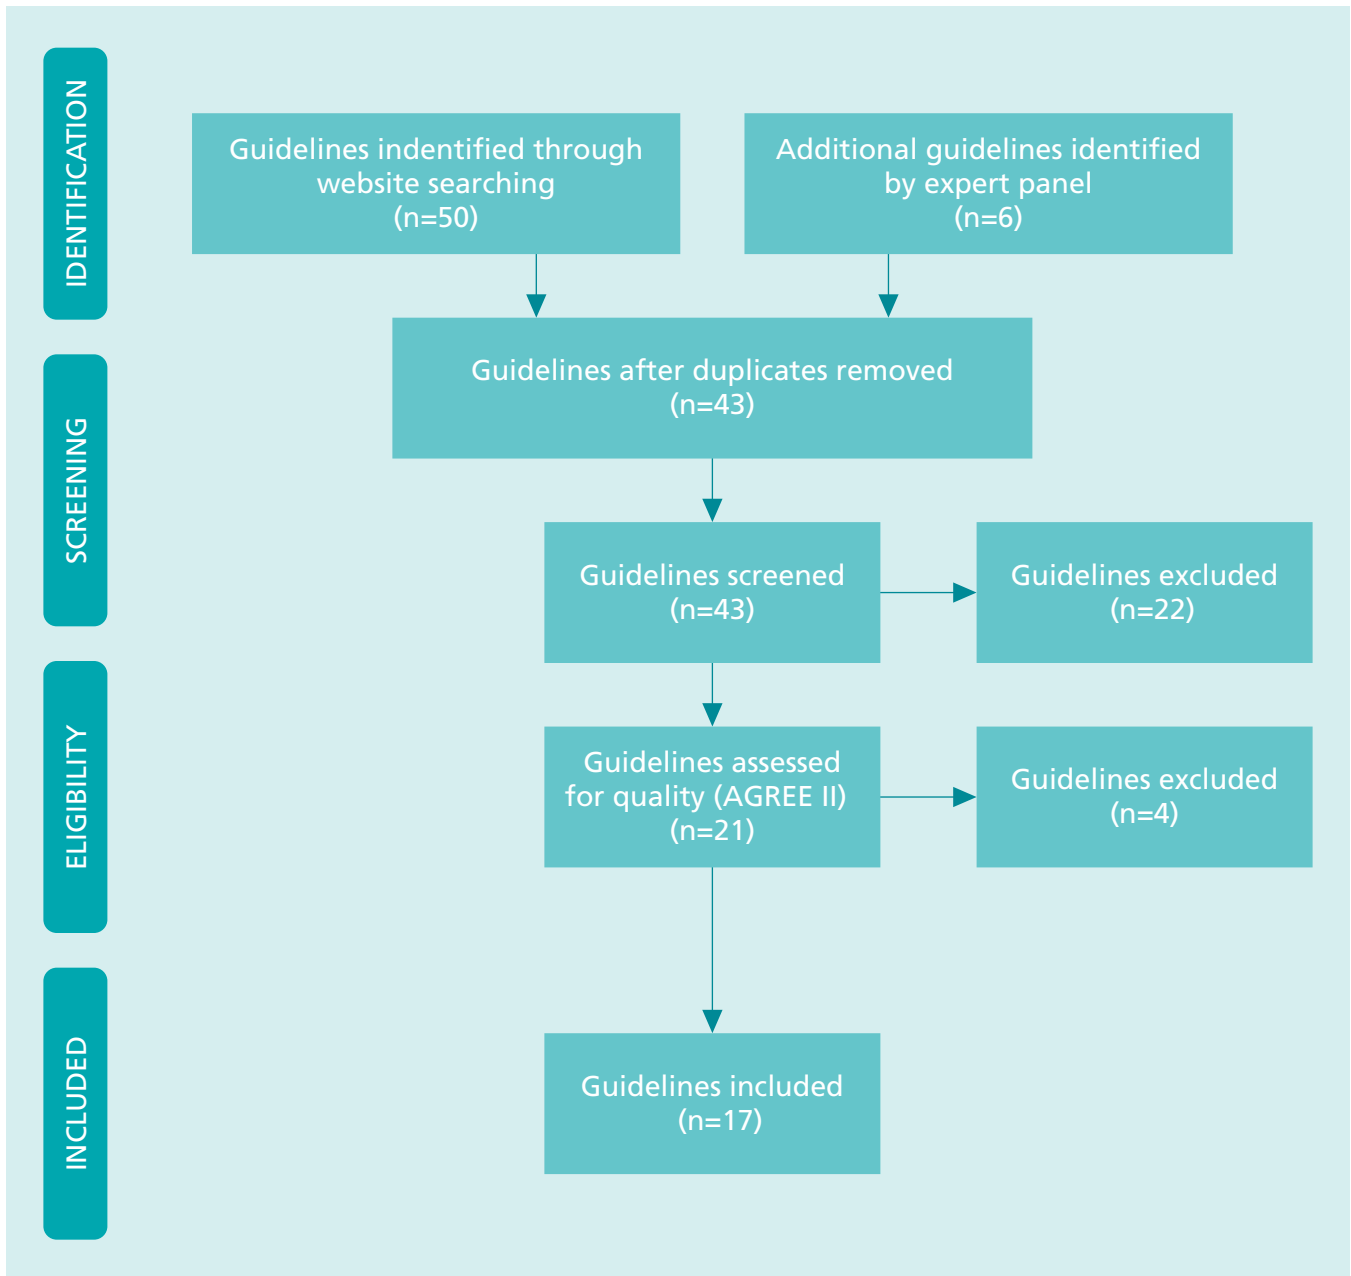 IDENTIFICATION
Guidelines indentified through
website searching
(n=50)
Additional guidelines identified
by expert panel
(n=6)
Guidelines after duplicates removed
(n=43)
SCREENING
Guidelines screened
(n=43)
Guidelines excluded
(n=22)
ELIGIBILITY
Guidelines assessed
for quality (AGREE II)
(n=21)
Guidelines excluded
(n=4)
INCLUDED
Guidelines included
(n=17)